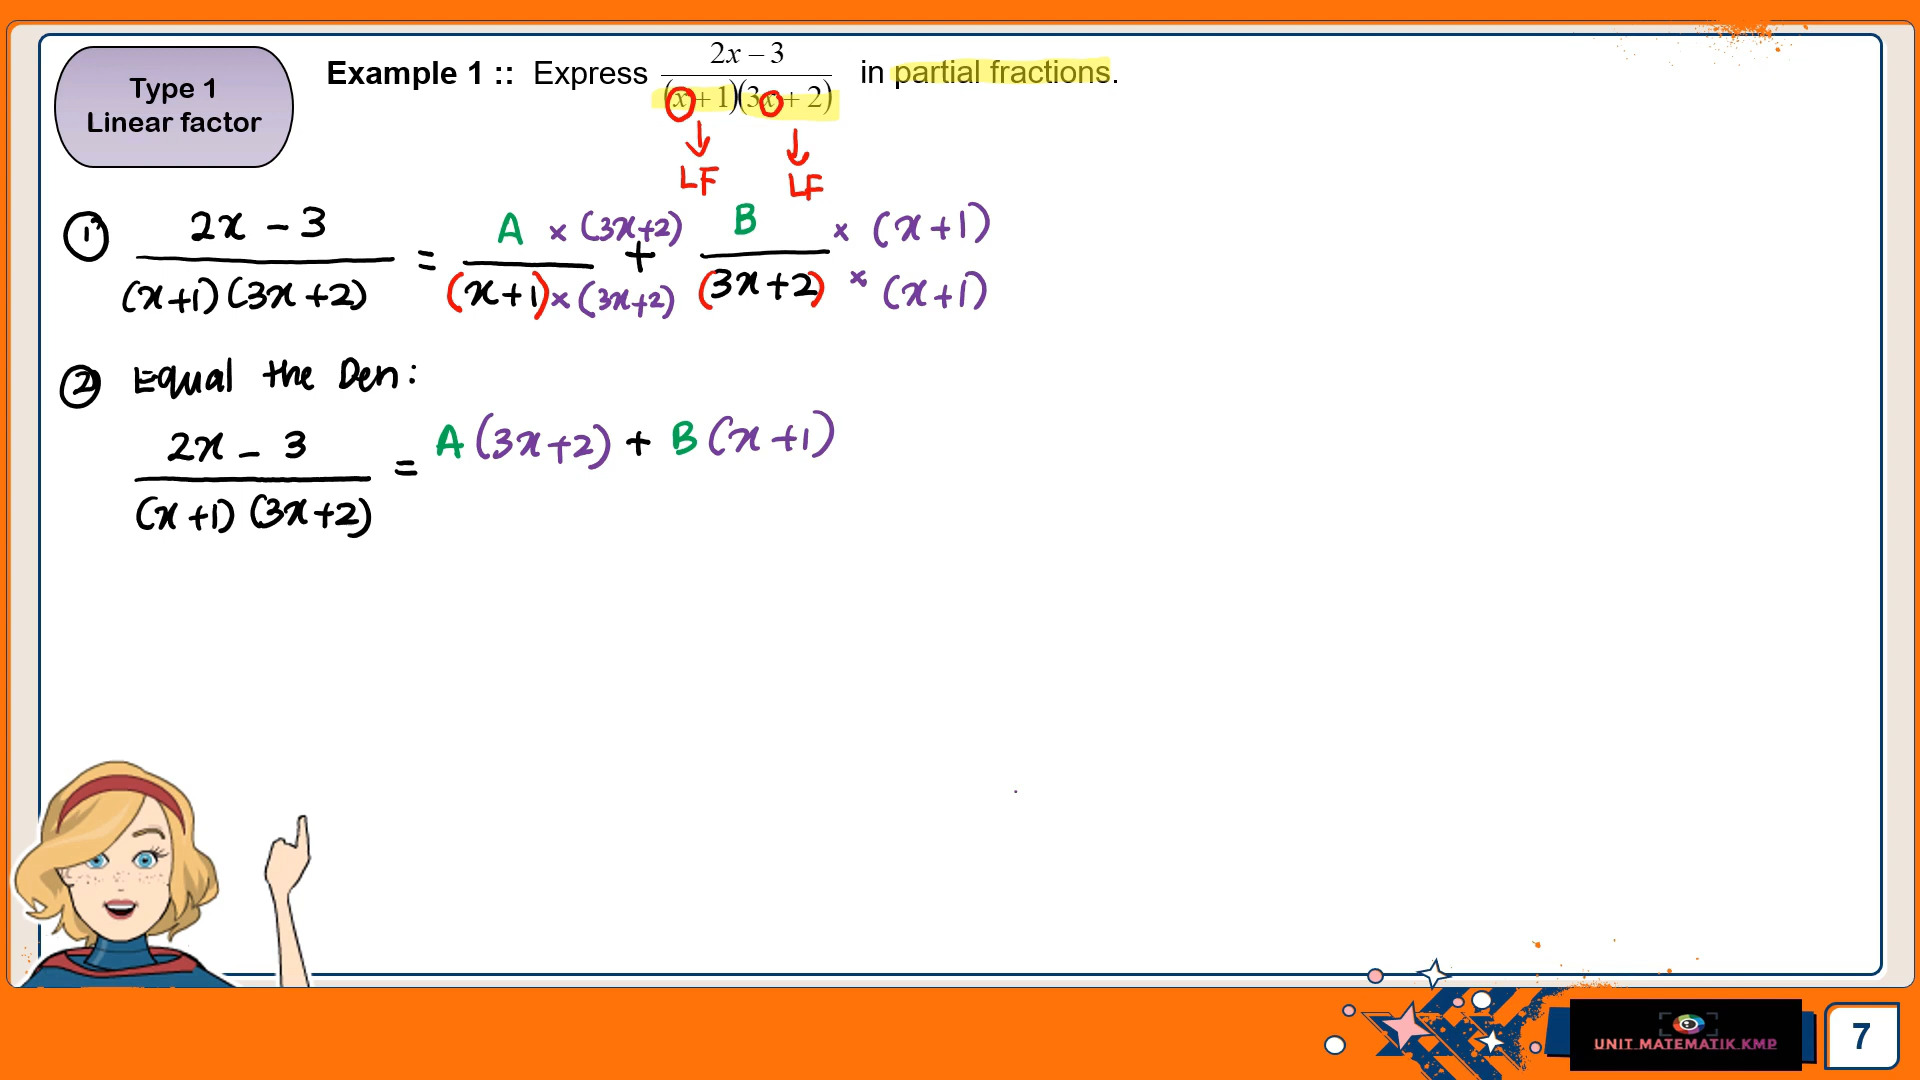 Type 1
Linear factor
Example 1 :: Express (2x − 3)/((x + 1)(3x + 2)) in partial fractions.
↓ ↓
LF LF
① (2x − 3)/((x+1)(3x+2)) = (A × (3x+2))/((x+1) × (3x+2)) + (B × (x+1))/((3x+2) × (x+1))
② Equal the Den:
(2x − 3)/((x+1)(3x+2)) = A(3x+2) + B(x+1)
UNIT MATEMATIK KMP
7